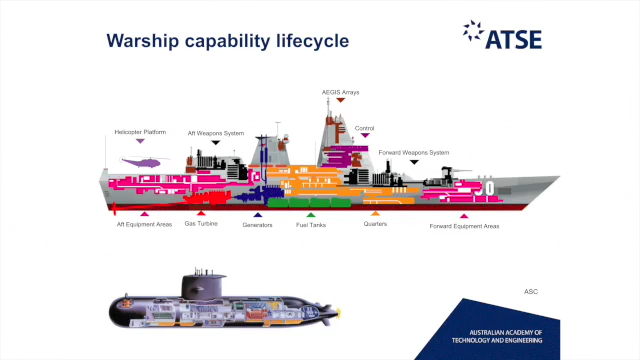 Warship capability lifecycle
ATSE
AEGIS Arrays
Helicopter Platform
Aft Weapons System
Control
Forward Weapons System
Aft Equipment Areas
Gas Turbine
Generators
Fuel Tanks
Quarters
Forward Equipment Areas
ASC
AUSTRALIAN ACADEMY OF
TECHNOLOGY AND ENGINEERING